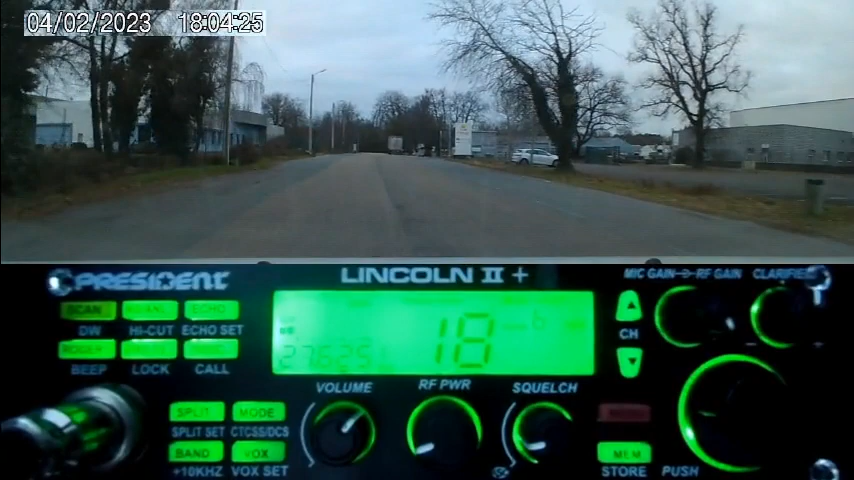 04/02/2023 18:04:25
PRESIDENT LINCOLN II +
MIC GAIN RF GAIN CLARIFIER
SCAN ECHO
DW HI-CUT ECHO SET
ROGER
BEEP LOCK CALL
18
27.625
CH
VOLUME RF PWR SQUELCH
SPLIT MODE
SPLIT SET CTCSS/DCS
BAND VOX
+10KHZ VOX SET
MEM
STORE PUSH